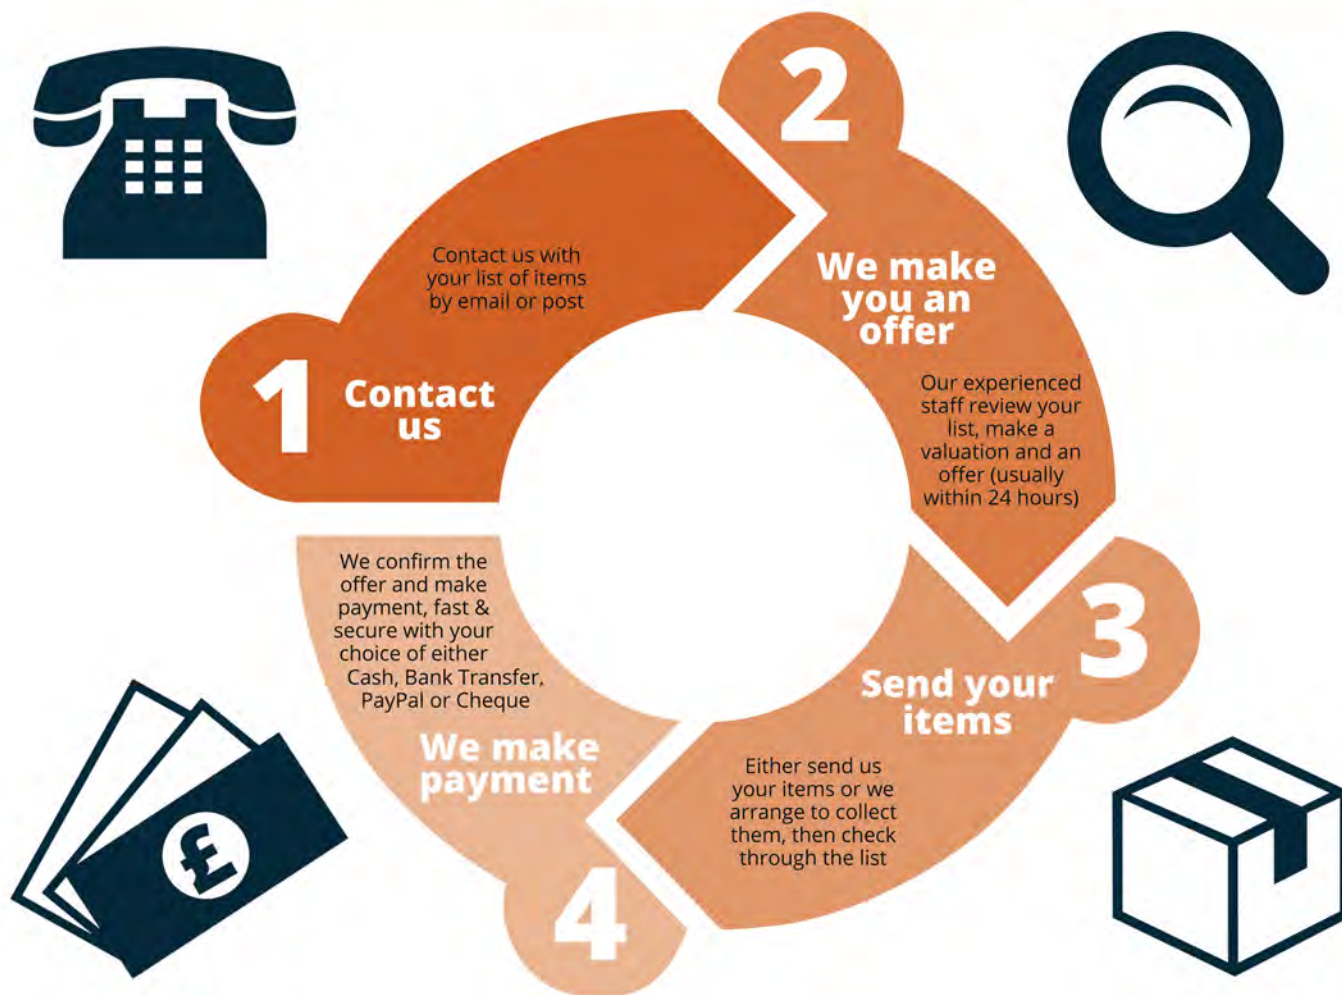 1
Contact
us
Contact us with
your list of items
by email or post
2
We make
you an
offer
Our experienced
staff review your
list, make a
valuation and an
offer (usually
within 24 hours)
3
Send your
items
Either send us
your items or we
arrange to collect
them, then check
through the list
4
We make
payment
We confirm the
offer and make
payment, fast &
secure with your
choice of either
Cash, Bank Transfer,
PayPal or Cheque
£